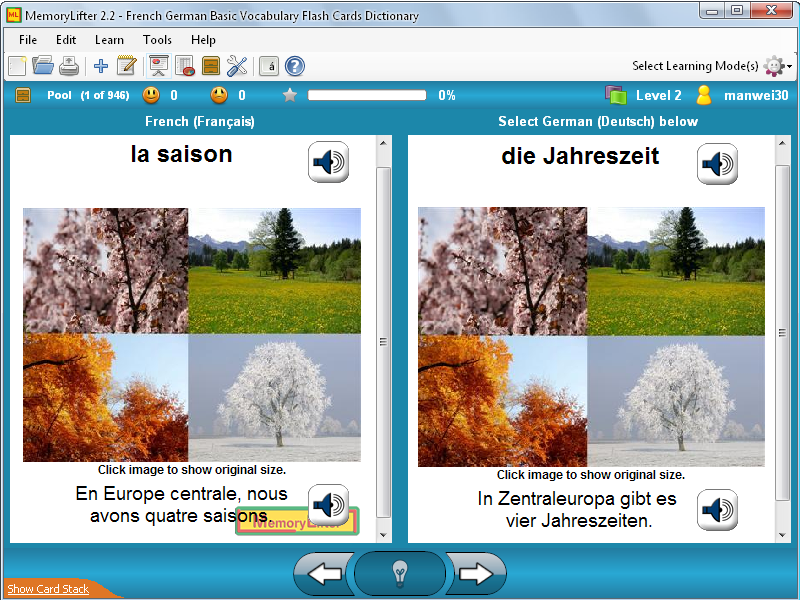 ML MemoryLifter 2.2 - French German Basic Vocabulary Flash Cards Dictionary
File Edit Learn Tools Help
á ? Select Learning Mode(s)
Pool (1 of 946) 0 0 0% Level 2 manwei30
French (Français) Select German (Deutsch) below
la saison
die Jahreszeit
Click image to show original size.
Click image to show original size.
En Europe centrale, nous
avons quatre saisons.
MemoryLifter
In Zentraleuropa gibt es
vier Jahreszeiten.
Show Card Stack